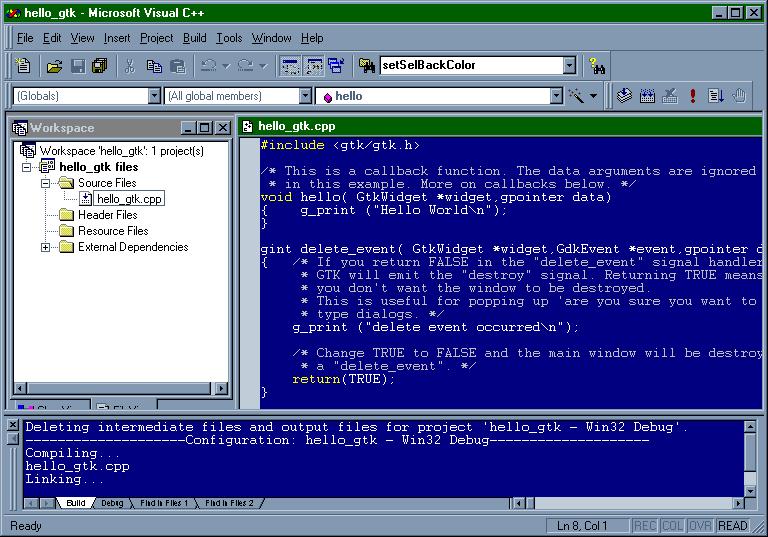 hello_gtk - Microsoft Visual C++
File Edit View Insert Project Build Tools Window Help
setSelBackColor
(Globals) (All global members) hello
Workspace
Workspace 'hello_gtk': 1 project(s)
hello_gtk files
Source Files
hello_gtk.cpp
Header Files
Resource Files
External Dependencies
hello_gtk.cpp
#include <gtk/gtk.h>
/* This is a callback function. The data arguments are ignored
* in this example. More on callbacks below. */
void hello( GtkWidget *widget,gpointer data)
{ g_print ("Hello World\n");
}
gint delete_event( GtkWidget *widget,GdkEvent *event,gpointer d
{ /* If you return FALSE in the "delete_event" signal handler
* GTK will emit the "destroy" signal. Returning TRUE means
* you don't want the window to be destroyed.
* This is useful for popping up 'are you sure you want to
* type dialogs. */
g_print ("delete event occurred\n");
/* Change TRUE to FALSE and the main window will be destroy
* a "delete_event". */
return(TRUE);
}
Deleting intermediate files and output files for project 'hello_gtk - Win32 Debug'.
--------------------Configuration: hello_gtk - Win32 Debug--------------------
Compiling...
hello_gtk.cpp
Linking...
Build Debug Find in Files 1 Find in Files 2
Ready Ln 8, Col 1 REC COL OVR READ